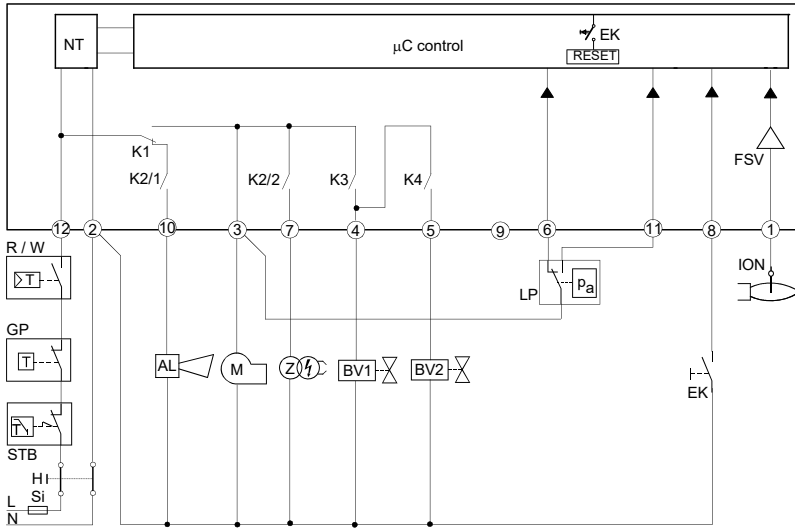 NT
µC control
EK
RESET
FSV
K1
K2/1
K2/2
K3
K4
12 2 10 3 7 4 5 9 6 11 8 1
R / W
T
GP
T
STB
T
H
L
Si
N
AL
M
Z
BV1
BV2
LP
pa
EK
ION